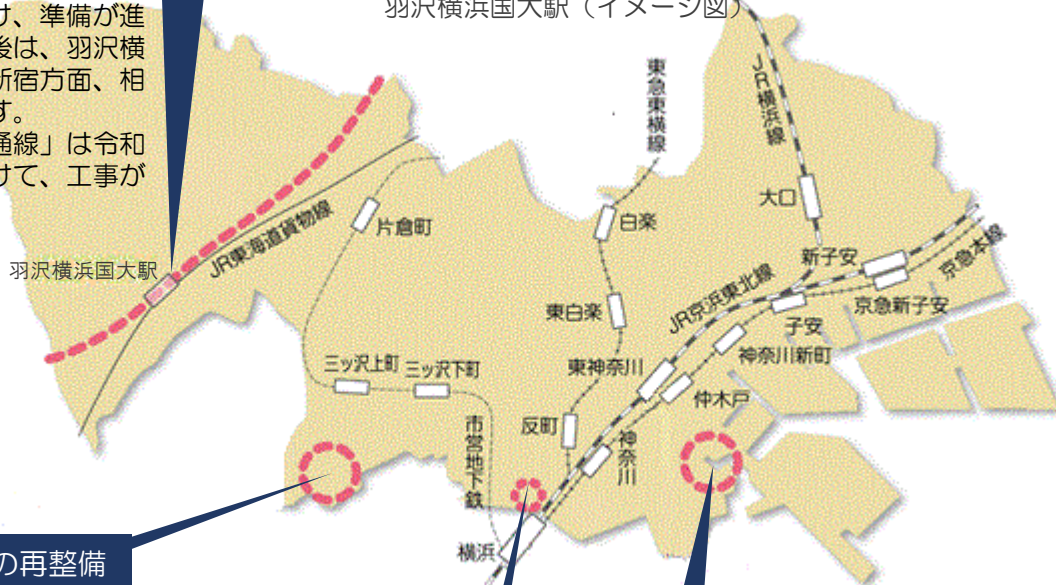 け、準備が進
後は、羽沢横
新宿方面、相
す。
通線」は令和
けて、工事が
羽沢横浜国大駅（イメージ図）
東急東横線
JR横浜線
大口
白楽
片倉町
JR東海道貨物線
羽沢横浜国大駅
新子安
京急本線
JR京浜東北線
京急新子安
東白楽
子安
神奈川新町
東神奈川
三ッ沢上町
三ッ沢下町
仲木戸
反町
市営地下鉄
神奈川
横浜
の再整備